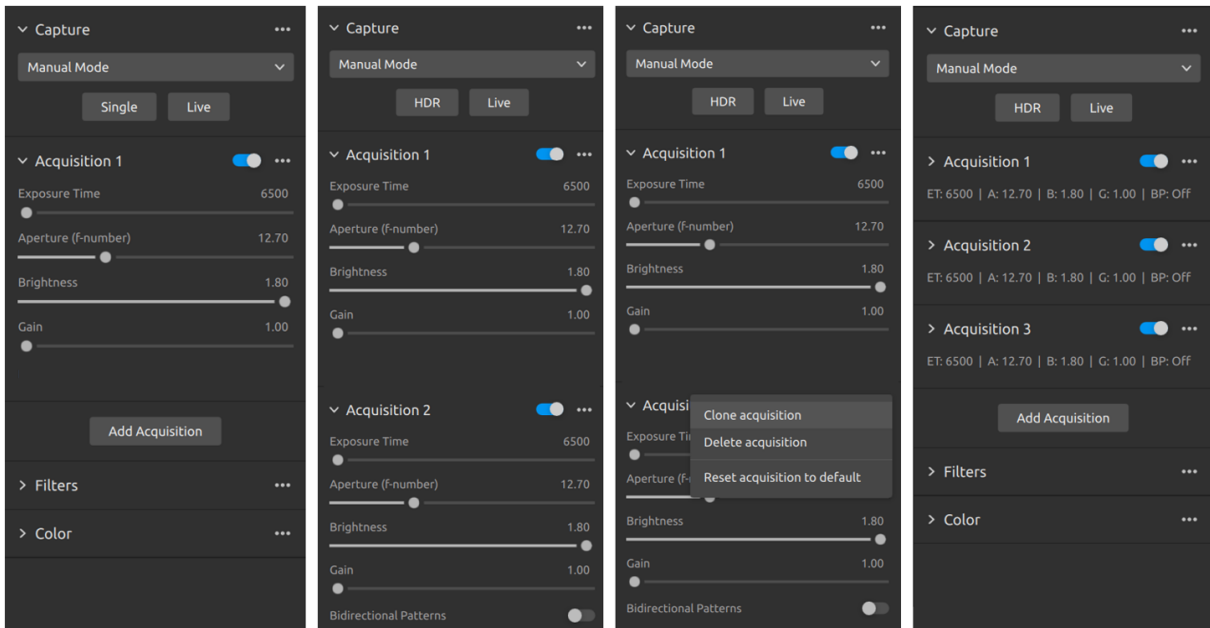 Capture
Manual Mode
Single Live
Acquisition 1
Exposure Time 6500
Aperture (f-number) 12.70
Brightness 1.80
Gain 1.00
Add Acquisition
Filters
Color
Capture
Manual Mode
HDR Live
Acquisition 1
Exposure Time 6500
Aperture (f-number) 12.70
Brightness 1.80
Gain 1.00
Acquisition 2
Exposure Time 6500
Aperture (f-number) 12.70
Brightness 1.80
Gain 1.00
Bidirectional Patterns
Capture
Manual Mode
HDR Live
Acquisition 1
Exposure Time 6500
Aperture (f-number) 12.70
Brightness 1.80
Gain 1.00
Acquisi
Clone acquisition
Exposure Ti
Delete acquisition
Aperture (f-
Reset acquisition to default
Brightness 1.80
Gain 1.00
Bidirectional Patterns
Capture
Manual Mode
HDR Live
Acquisition 1
ET: 6500 | A: 12.70 | B: 1.80 | G: 1.00 | BP: Off
Acquisition 2
ET: 6500 | A: 12.70 | B: 1.80 | G: 1.00 | BP: Off
Acquisition 3
ET: 6500 | A: 12.70 | B: 1.80 | G: 1.00 | BP: Off
Add Acquisition
Filters
Color